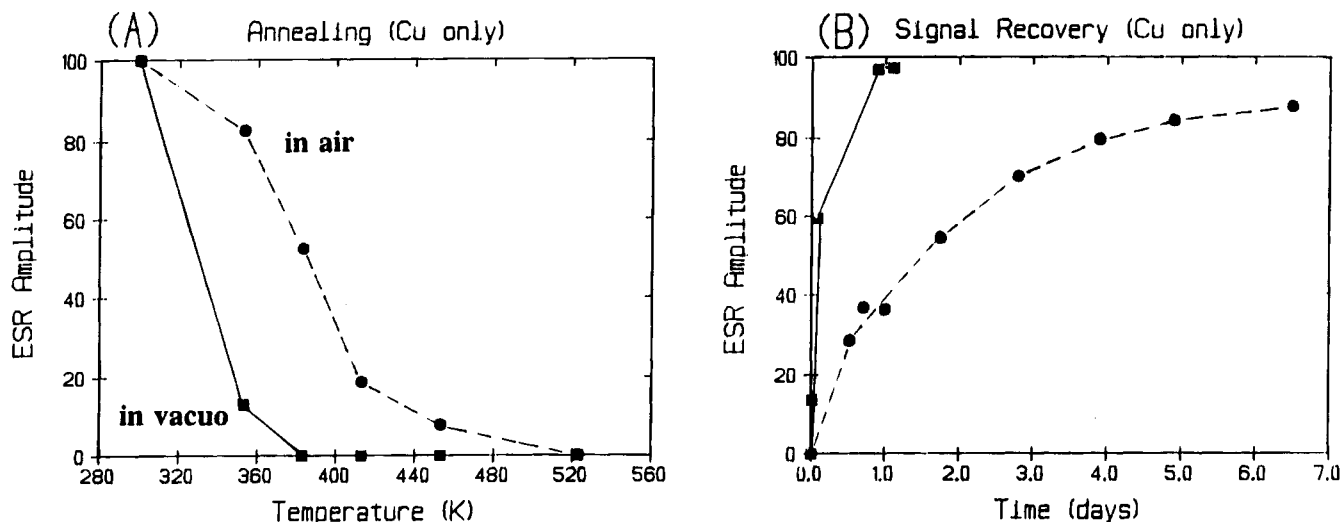 (A) Annealing (Cu only)
100
80
60
40
20
0
ESR Amplitude
in air
in vacuo
280 320 360 400 440 480 520 560
Temperature (K)
(B) Signal Recovery (Cu only)
100
80
60
40
20
0
ESR Amplitude
0.0 1.0 2.0 3.0 4.0 5.0 6.0 7.0
Time (days)